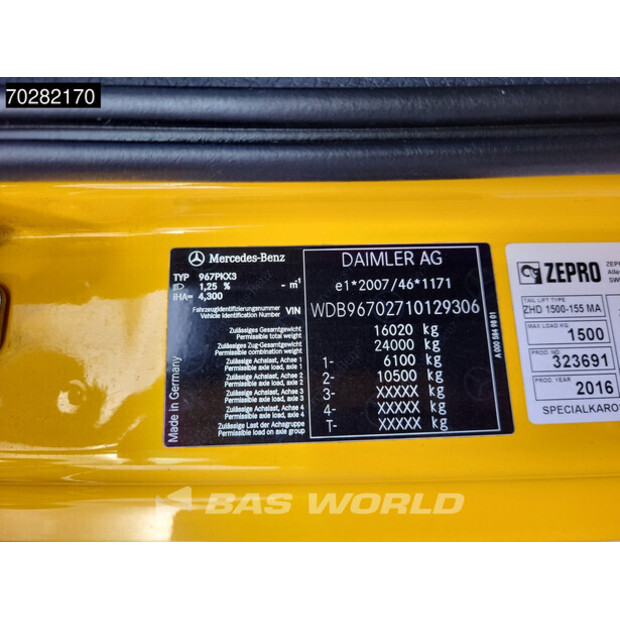 70282170
Mercedes-Benz
DAIMLER AG
TYP 967PKX3
1,25 % - m¹
IHA= 4,300
e1*2007/46*1171
Fahrzeugidentifizierungsnummer
Vehicle Identification Number VIN
WDB96702710129306
Zulässiges Gesamtgewicht
Permissible total weight
16020 kg
Zulässiges Zug-Gesamtgewicht
Permissible combination weight
24000 kg
Zulässige Achslast, Achse 1
Permissible axle load, axle 1
1- 6100 kg
Zulässige Achslast, Achse 2
Permissible axle load, axle 2
2- 10500 kg
Zulässige Achslast, Achse 3
Permissible axle load, axle 3
3- XXXXX kg
Zulässige Achslast, Achse 4
Permissible axle load, axle 4
4- XXXXX kg
Zulässige Last der Achsgruppe
Permissible load on axle group
T- XXXXX kg
Made in Germany
A 000 584 98 01
ZEPRO
ZEPR
Alle
SW
TAIL LIFT TYPE
ZHD 1500-155 MA
MAX LOAD KG
1500
PROD NO
323691
PROD. YEAR
2016
SPECIALKARO
BAS WORLD